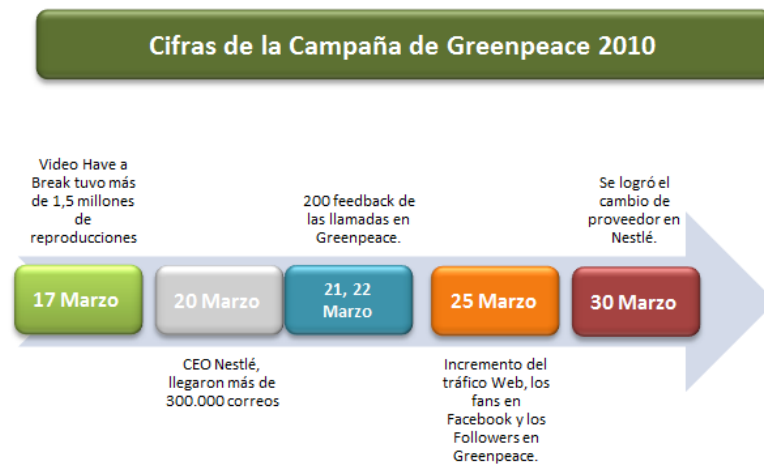 Cifras de la Campaña de Greenpeace 2010
Video Have a
Break tuvo más
de 1,5 millones
de
reproducciones
200 feedback de
las llamadas en
Greenpeace.
Se logró el
cambio de
proveedor en
Nestlé.
17 Marzo
20 Marzo
21, 22
Marzo
25 Marzo
30 Marzo
CEO Nestlé,
llegaron más de
300.000 correos
Incremento del
tráfico Web, los
fans en
Facebook y los
Followers en
Greenpeace.